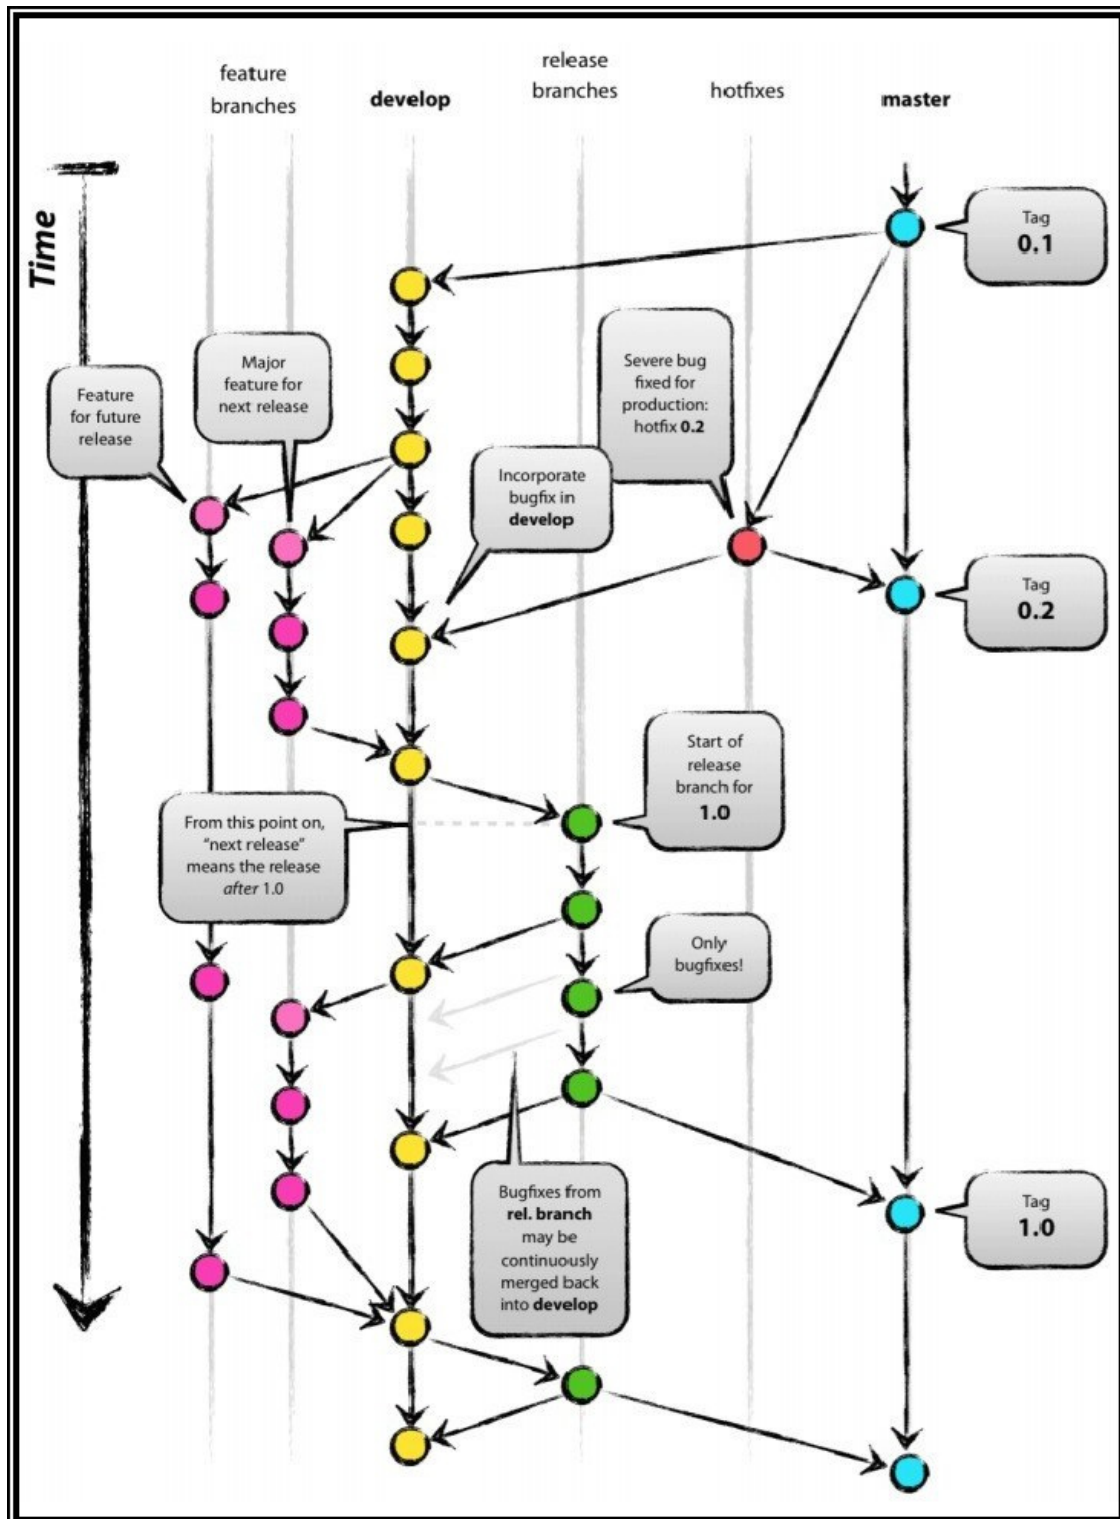 feature
branches
develop
release
branches
hotfixes
master
Time
Tag
0.1
Major
feature for
next release
Feature
for future
release
Severe bug
fixed for
production:
hotfix 0.2
Incorporate
bugfix in
develop
Tag
0.2
Start of
release
branch for
1.0
From this point on,
“next release”
means the release
after 1.0
Only
bugfixes!
Bugfixes from
rel. branch
may be
continuously
merged back
into develop
Tag
1.0